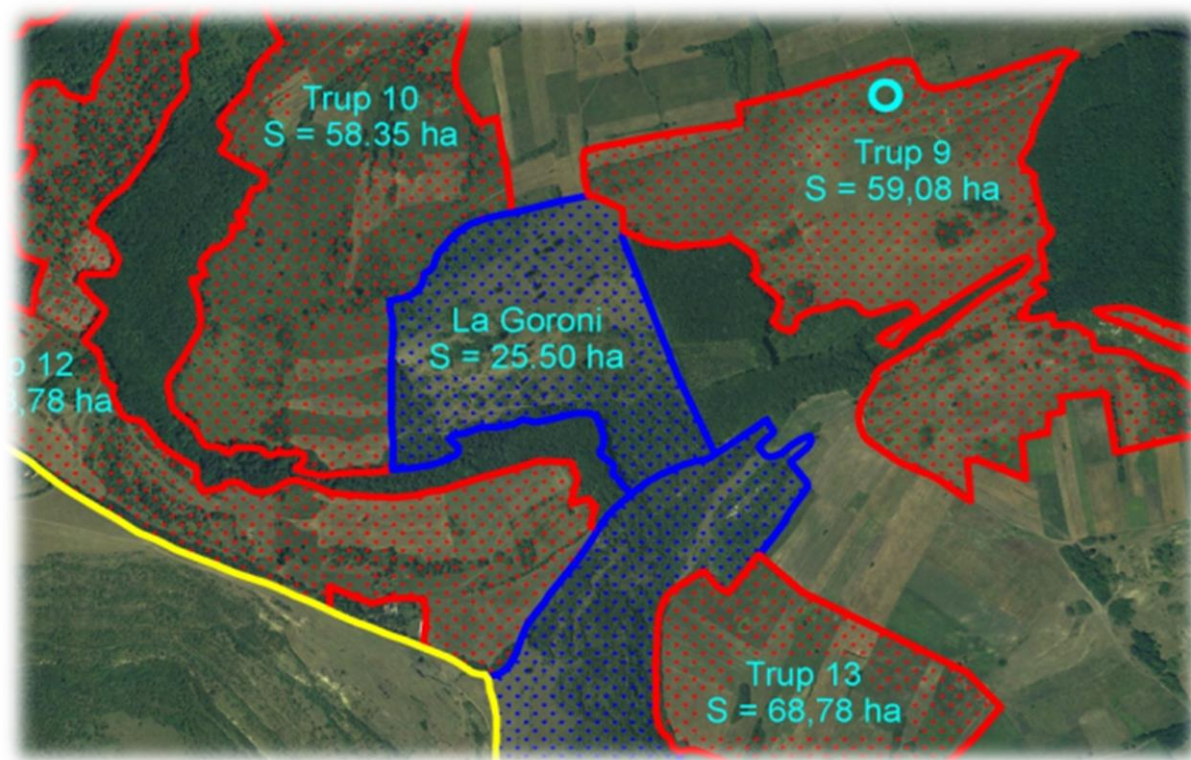 Trup 10
S = 58.35 ha
Trup 9
S = 59,08 ha
La Goroni
S = 25.50 ha
12
,78 ha
Trup 13
S = 68,78 ha